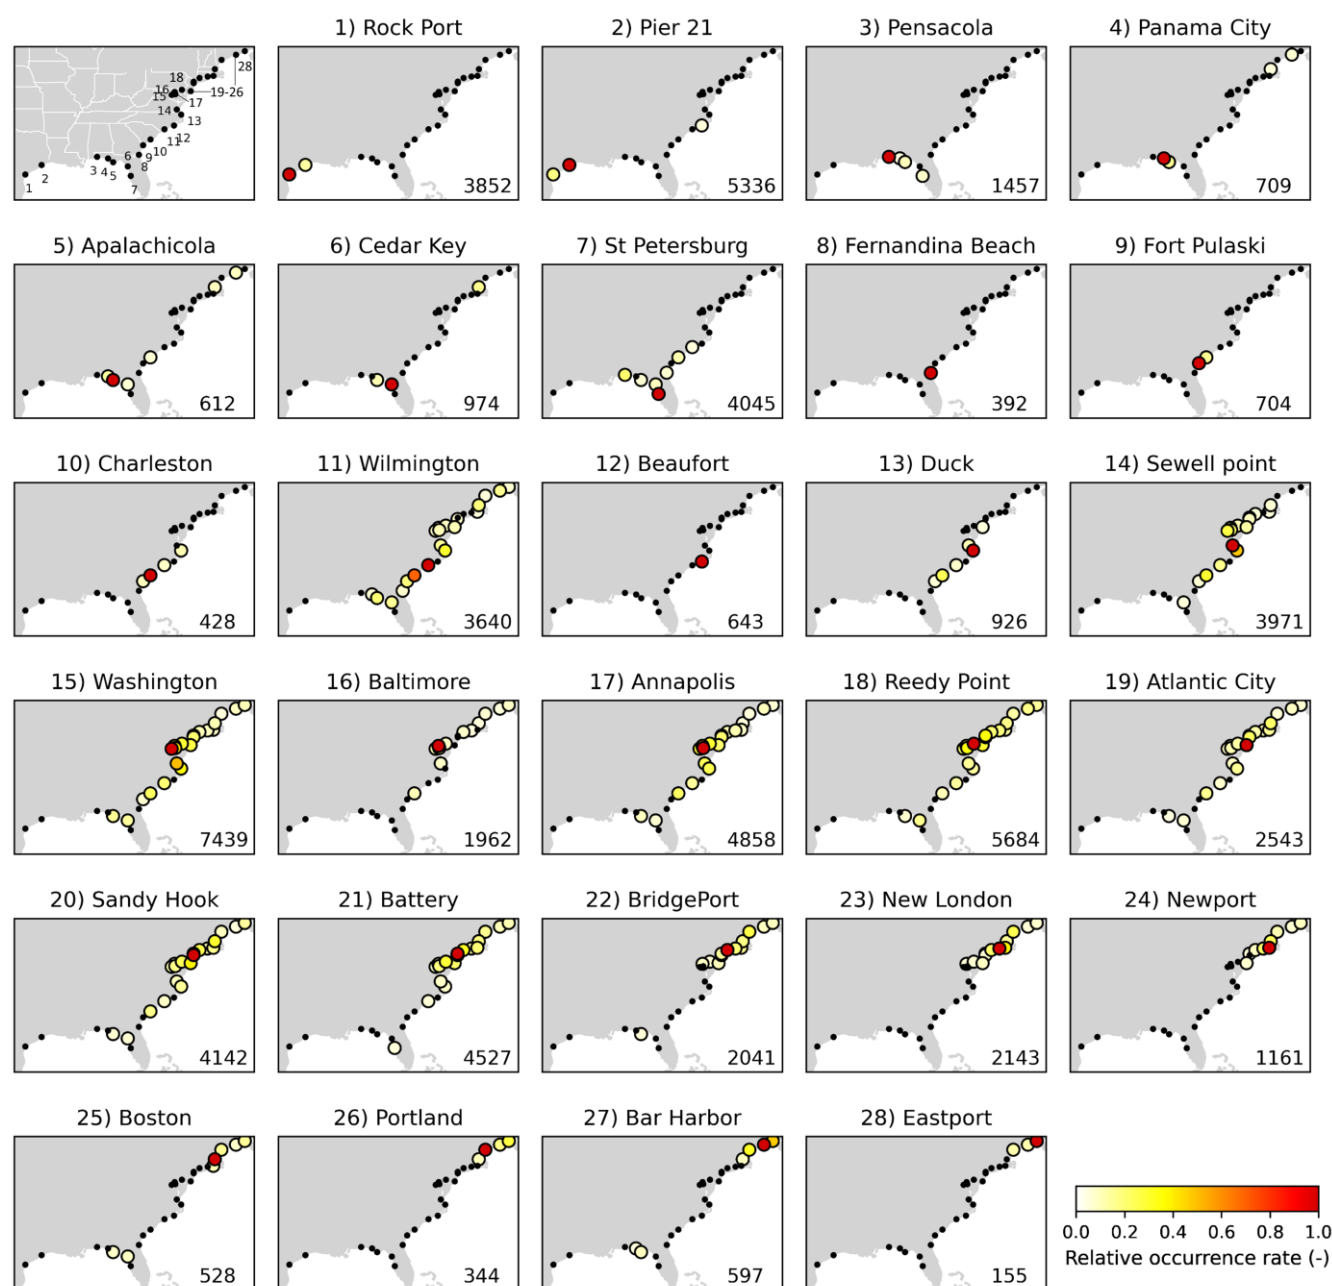 1) Rock Port
2) Pier 21
3) Pensacola
4) Panama City
28
18
16
15
19-26
17
14
13
12
11
10
9
6
8
3
4
5
7
2
1
3852
5336
1457
709
5) Apalachicola
6) Cedar Key
7) St Petersburg
8) Fernandina Beach
9) Fort Pulaski
612
974
4045
392
704
10) Charleston
11) Wilmington
12) Beaufort
13) Duck
14) Sewell point
428
3640
643
926
3971
15) Washington
16) Baltimore
17) Annapolis
18) Reedy Point
19) Atlantic City
7439
1962
4858
5684
2543
20) Sandy Hook
21) Battery
22) BridgePort
23) New London
24) Newport
4142
4527
2041
2143
1161
25) Boston
26) Portland
27) Bar Harbor
28) Eastport
528
344
597
155
0.0 0.2 0.4 0.6 0.8 1.0
Relative occurrence rate (-)